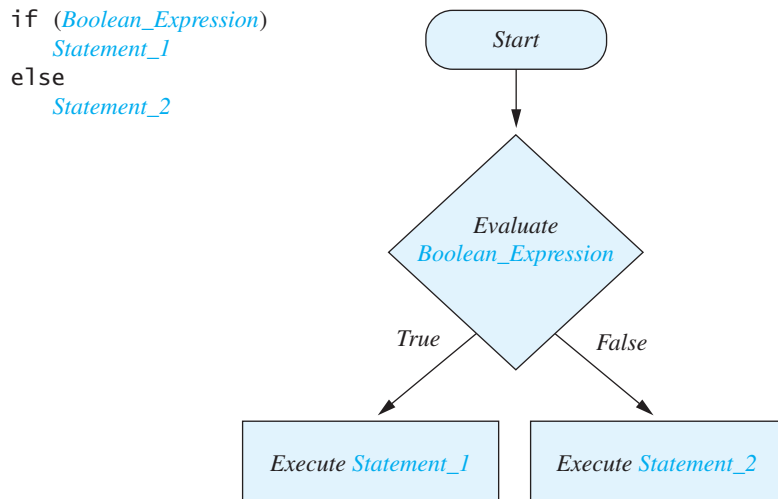 if (Boolean_Expression)
Statement_1
else
Statement_2
Start
Evaluate
Boolean_Expression
True
False
Execute Statement_1
Execute Statement_2